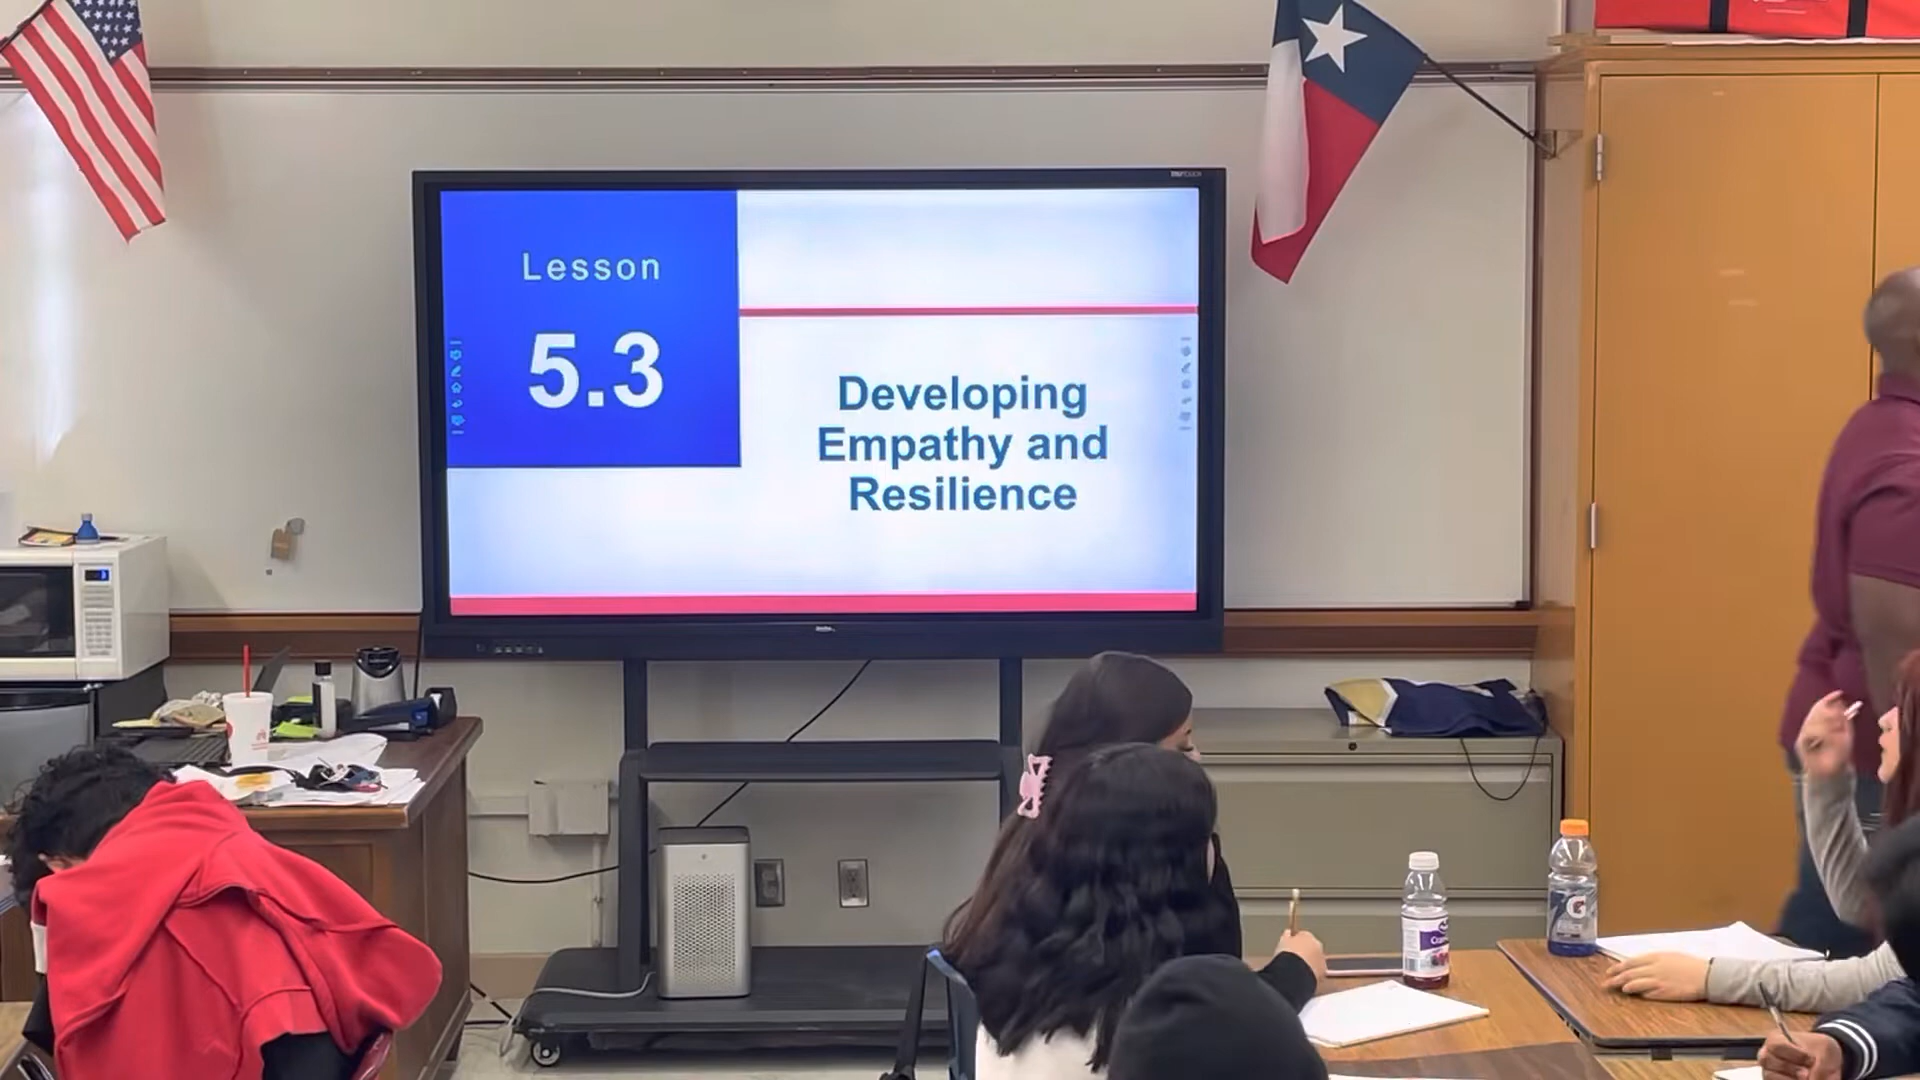 Lesson
5.3
Developing
Empathy and
Resilience